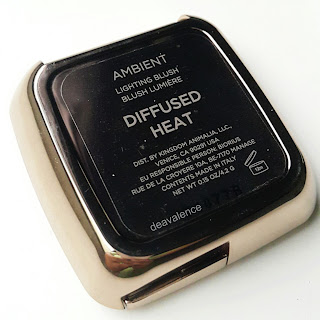 AMBIENT
LIGHTING BLUSH
BLUSH LUMIÈRE
DIFFUSED
HEAT
DIST. BY KINGDOM ANIMALIA, LLC,
VENICE, CA 90291 USA
EU RESPONSIBLE PERSON: BIORIUS
RUE DE LA CROYERE 10A, BE-7170 MANAGE
CONTENTS MADE IN ITALY
NET WT 0.15 OZ/4.2 G
12M
deavalence